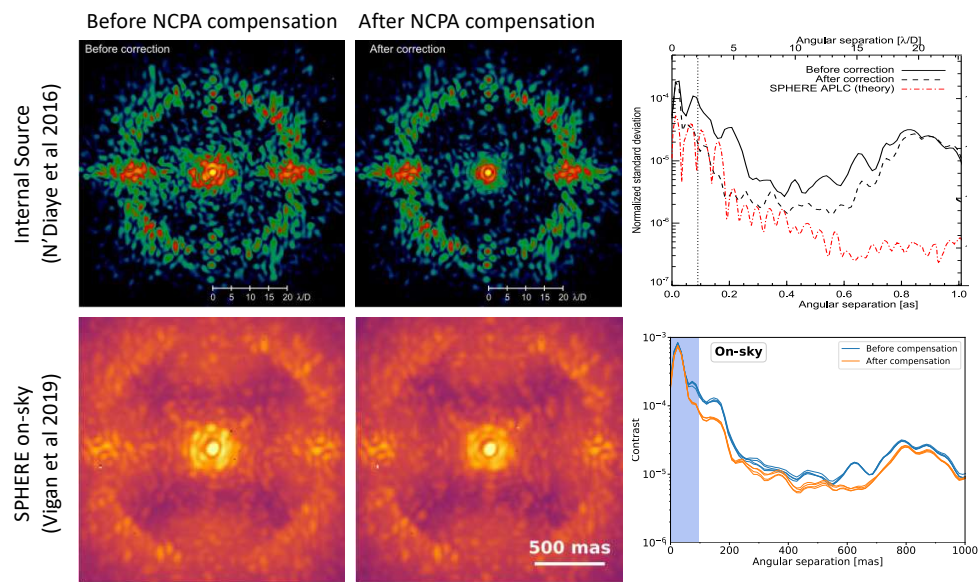 Before NCPA compensation
After NCPA compensation
Internal Source
(N'Diaye et al 2016)
Before correction
0 5 10 15 20 λ/D
After correction
0 5 10 15 20 λ/D
Angular separation [λ/D]
0 5 10 15 20
Before correction
After correction
SPHERE APLC (theory)
Normalized standard deviation
10⁻⁴
10⁻⁵
10⁻⁶
10⁻⁷
0.0 0.2 0.4 0.6 0.8 1.0
Angular separation [as]
SPHERE on-sky
(Vigan et al 2019)
500 mas
On-sky
Before compensation
After compensation
Contrast
10⁻³
10⁻⁴
10⁻⁵
10⁻⁶
0 200 400 600 800 1000
Angular separation [mas]